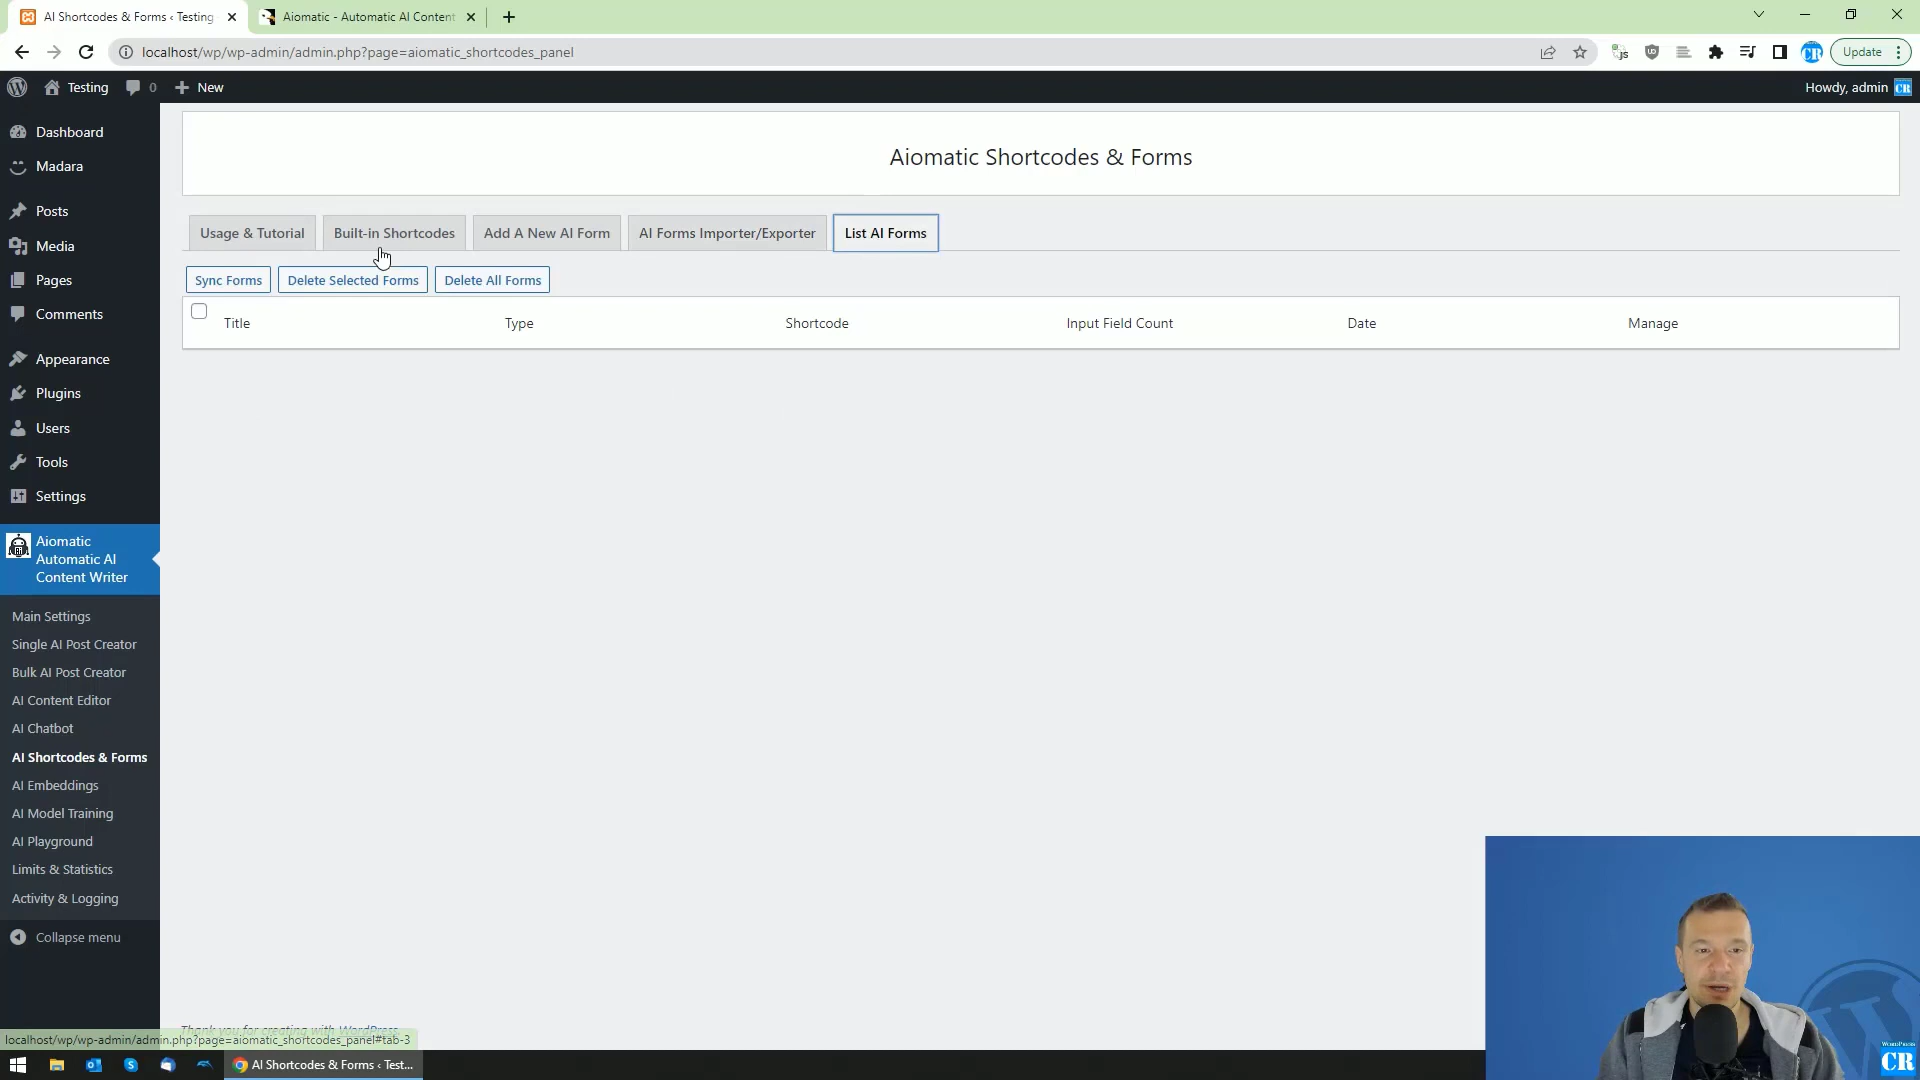 AI Shortcodes & Forms ‹ Testing
Aiomatic - Automatic AI Content
localhost/wp/wp-admin/admin.php?page=aiomatic_shortcodes_panel
Update
Testing
0
New
Howdy, admin
Dashboard
Madara
Posts
Media
Pages
Comments
Appearance
Plugins
Users
Tools
Settings
Aiomatic
Automatic AI
Content Writer
Main Settings
Single AI Post Creator
Bulk AI Post Creator
AI Content Editor
AI Chatbot
AI Shortcodes & Forms
AI Embeddings
AI Model Training
AI Playground
Limits & Statistics
Activity & Logging
Collapse menu
Aiomatic Shortcodes & Forms
Usage & Tutorial
Built-in Shortcodes
Add A New AI Form
AI Forms Importer/Exporter
List AI Forms
Sync Forms
Delete Selected Forms
Delete All Forms
Title
Type
Shortcode
Input Field Count
Date
Manage
Thank you for creating with WordPress.
localhost/wp/wp-admin/admin.php?page=aiomatic_shortcodes_panel#tab-3
AI Shortcodes & Forms ‹ Test...
WORDPRESS
CR